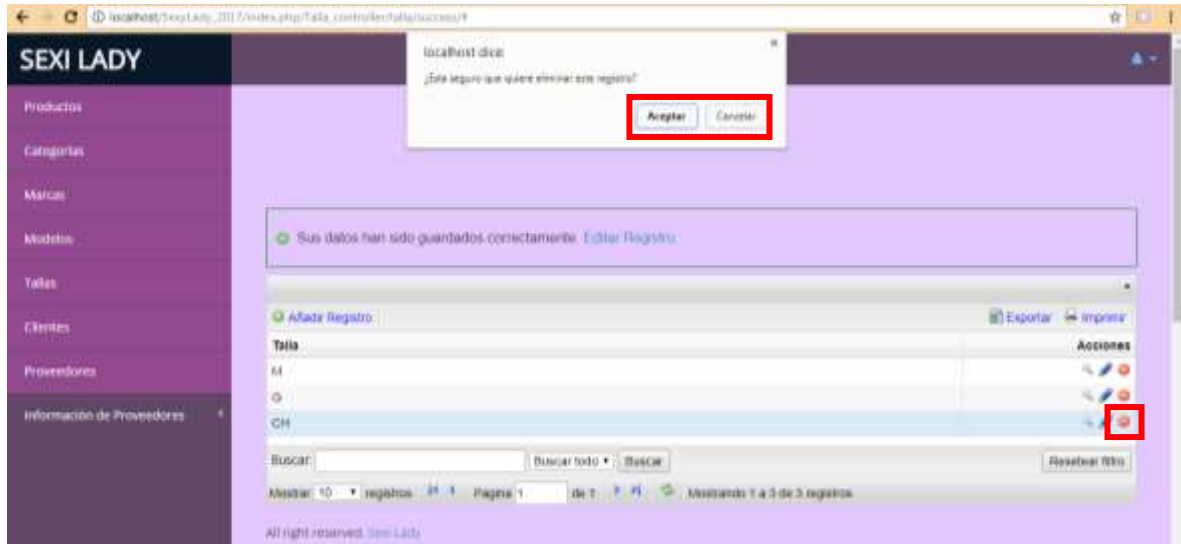 localhost/SexyLady_2017/index.php/Talla_controller/talla/success/4
SEXI LADY
localhost dice:
¿Esta seguro que quiere eliminar este registro?
Aceptar Cancelar
Productos
Categorías
Marcas
Modelos
Tallas
Clientes
Proveedores
Información de Proveedores
Sus datos han sido guardados correctamente. Editar Registro
Añadir Registro Exportar Imprimir
Talla Acciones
M
G
CH
Buscar: Buscar todo Buscar Resetear filtro
Mostrar 10 registros Pagina 1 de 1 Mostrando 1 a 3 de 3 registros
All right reserved. Sexi Lady